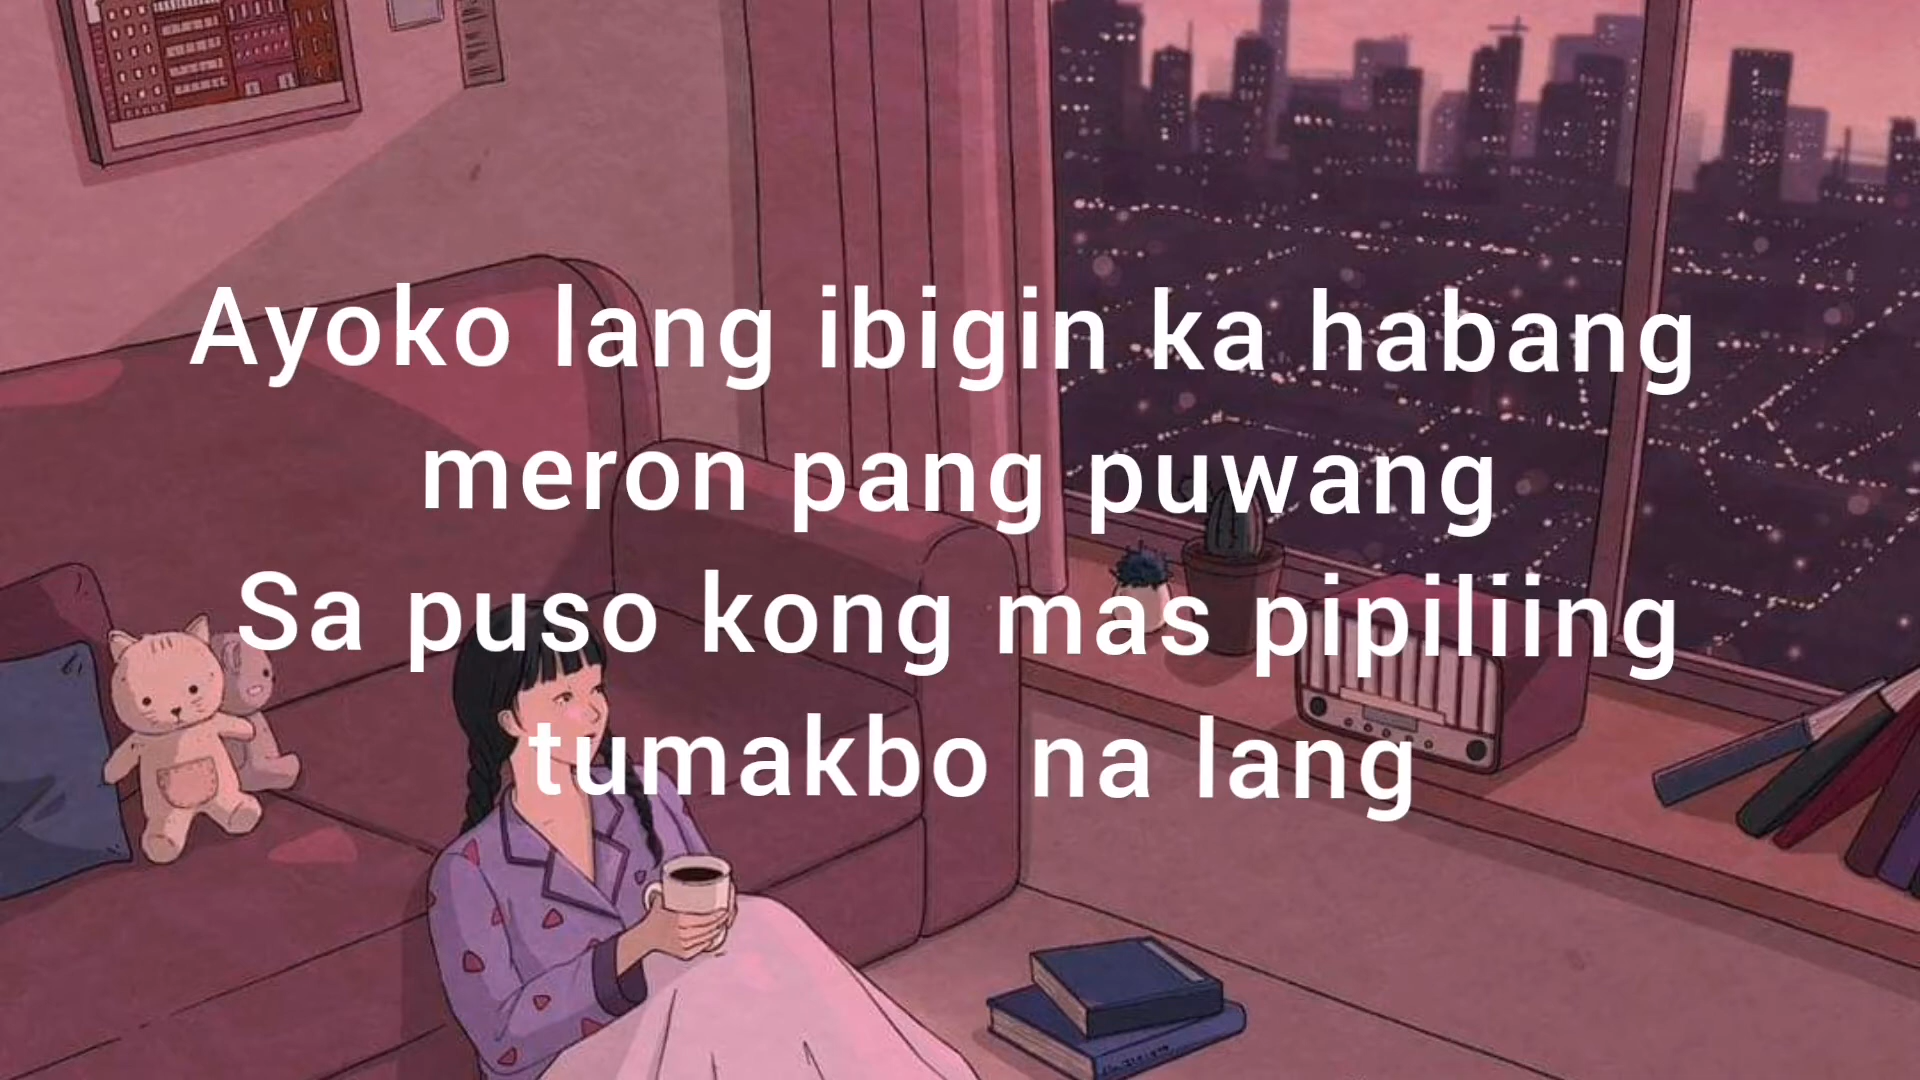 Ayoko lang ibigin ka habang
meron pang puwang
Sa puso kong mas pipiliing
tumakbo na lang